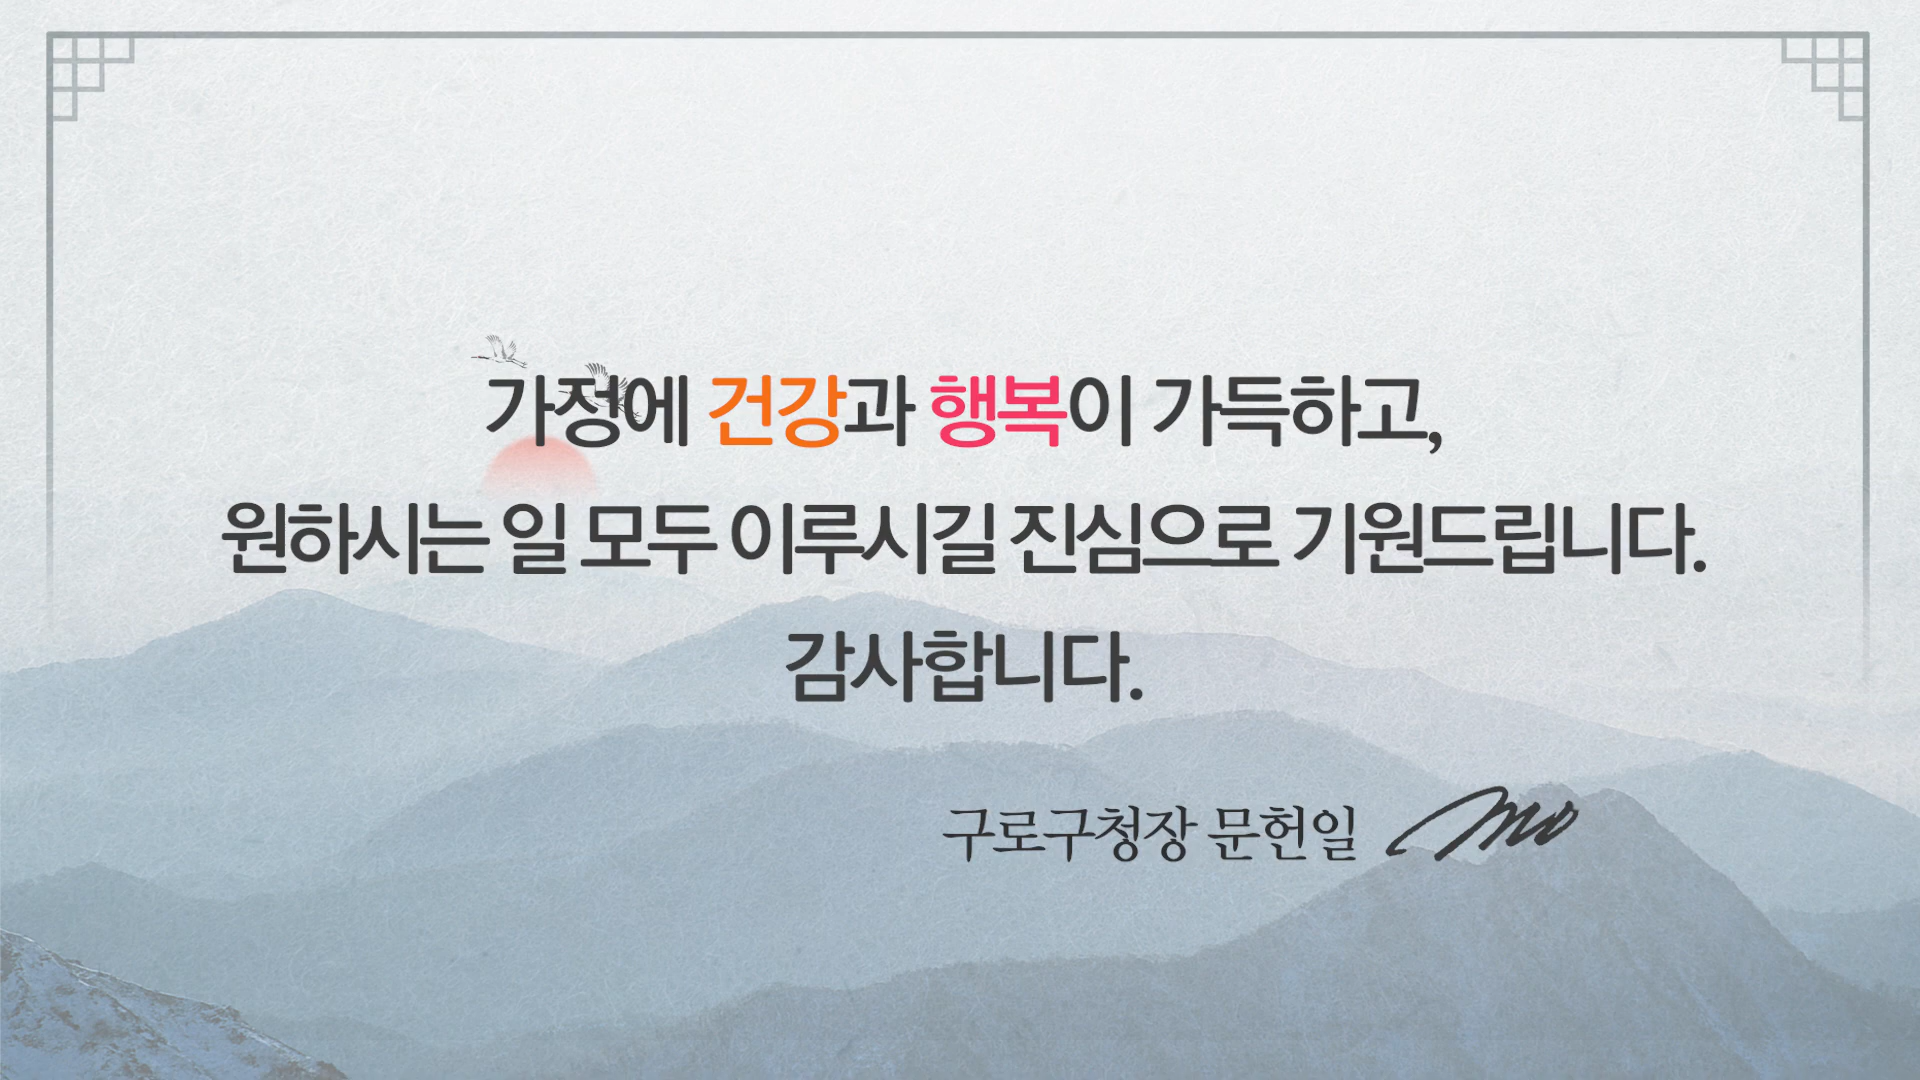 가정에 건강과 행복이 가득하고,
원하시는 일 모두 이루시길 진심으로 기원드립니다.
감사합니다.
구로구청장 문헌일